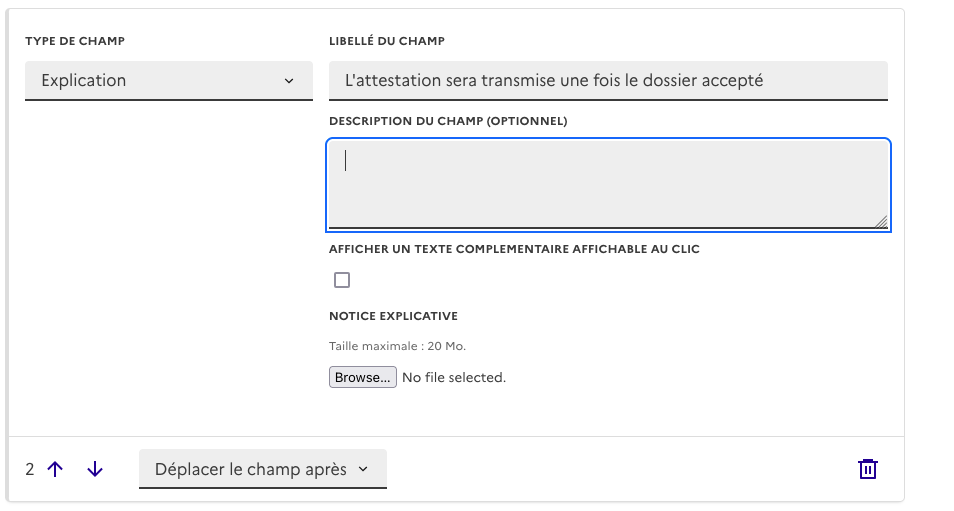 TYPE DE CHAMP
Explication
LIBELLÉ DU CHAMP
L'attestation sera transmise une fois le dossier accepté
DESCRIPTION DU CHAMP (OPTIONNEL)
AFFICHER UN TEXTE COMPLEMENTAIRE AFFICHABLE AU CLIC
NOTICE EXPLICATIVE
Taille maximale : 20 Mo.
Browse... No file selected.
2 Déplacer le champ après